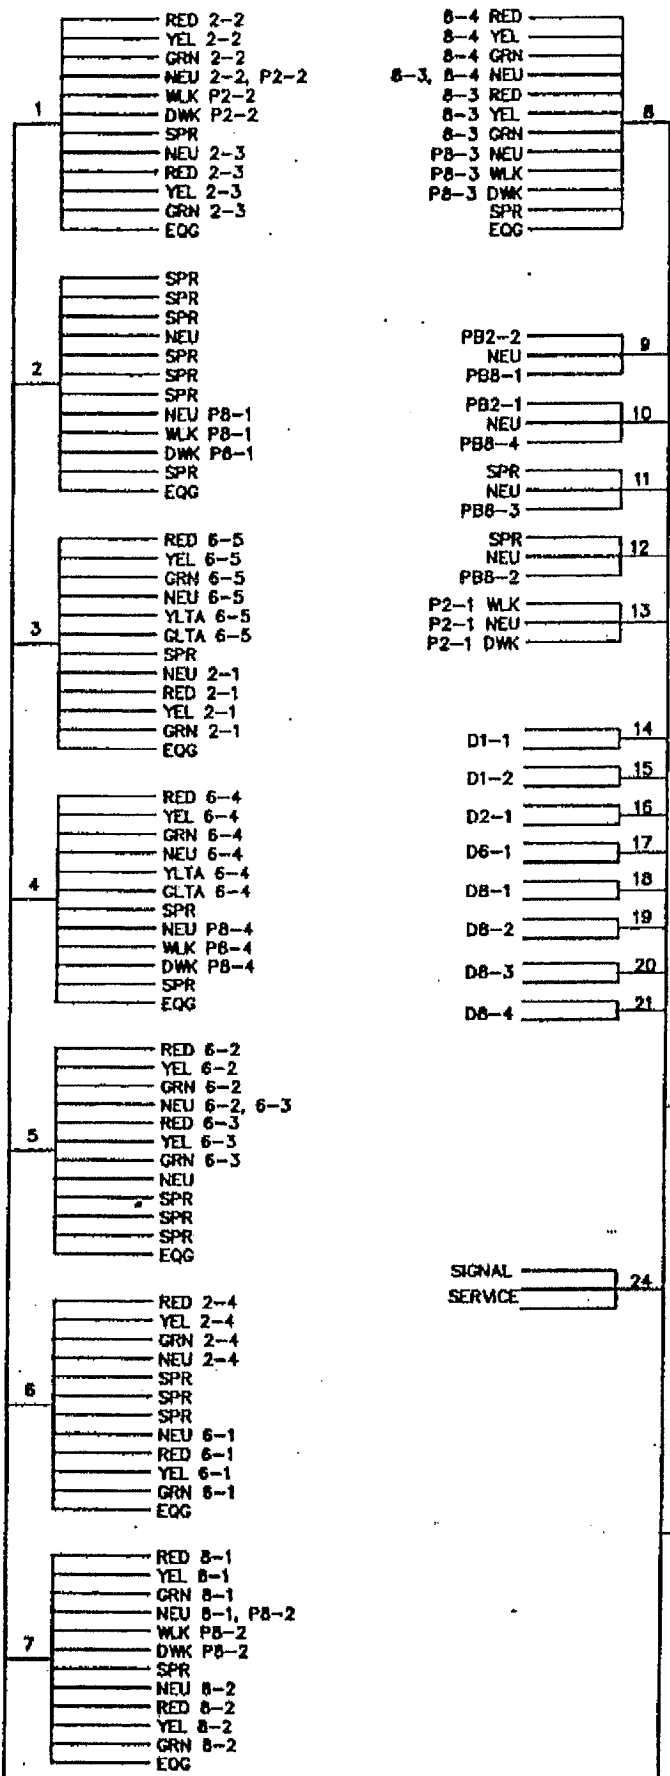 RED 2-2
YEL 2-2
GRN 2-2
NEU 2-2, P2-2
WLK P2-2
1
DWK P2-2
SPR
NEU 2-3
RED 2-3
YEL 2-3
GRN 2-3
EQG
SPR
SPR
SPR
NEU
SPR
2
SPR
SPR
NEU P8-1
WLK P8-1
DWK P8-1
SPR
EQG
RED 6-5
YEL 6-5
GRN 6-5
NEU 6-5
YLTA 6-5
3
GLTA 6-5
SPR
NEU 2-1
RED 2-1
YEL 2-1
GRN 2-1
EQG
RED 6-4
YEL 6-4
GRN 6-4
NEU 6-4
YLTA 6-4
4
GLTA 6-4
SPR
NEU P8-4
WLK P8-4
DWK P8-4
SPR
EQG
RED 6-2
YEL 6-2
GRN 6-2
NEU 6-2, 6-3
RED 6-3
5
YEL 6-3
GRN 6-3
NEU
SPR
SPR
SPR
EQG
RED 2-4
YEL 2-4
GRN 2-4
NEU 2-4
SPR
6
SPR
SPR
NEU 6-1
RED 6-1
YEL 6-1
GRN 6-1
EQG
RED 8-1
YEL 8-1
GRN 8-1
NEU 8-1, P8-2
WLK P8-2
7
DWK P8-2
SPR
NEU 8-2
RED 8-2
YEL 8-2
GRN 8-2
EQG
8-4 RED
8-4 YEL
8-4 GRN
8-3, 8-4 NEU
8-3 RED
8-3 YEL
8
8-3 GRN
P8-3 NEU
P8-3 WLK
P8-3 DWK
SPR
EQG
PB2-2
NEU 9
PB8-1
PB2-1
NEU 10
PB8-4
SPR
NEU 11
PB8-3
SPR
NEU 12
PB8-2
P2-1 WLK
P2-1 NEU 13
P2-1 DWK
D1-1 14
D1-2 15
D2-1 16
D6-1 17
D8-1 18
D8-2 19
D8-3 20
D8-4 21
SIGNAL
SERVICE 24